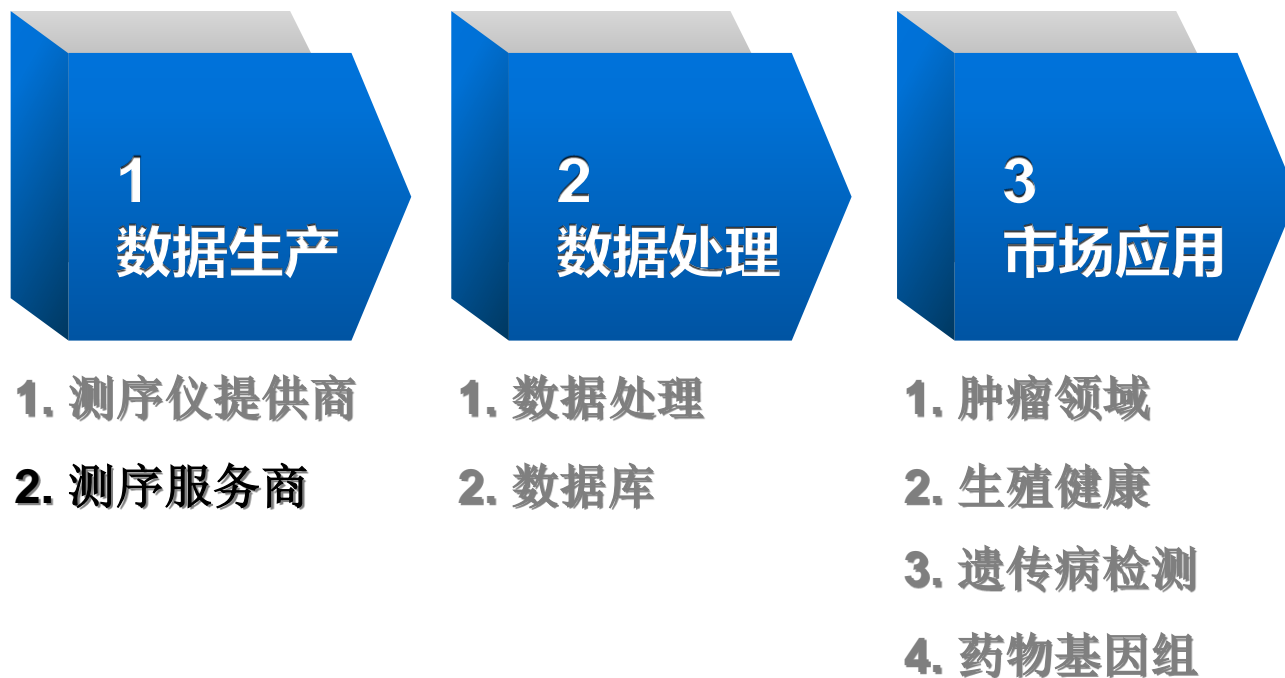 1
数据生产
1. 测序仪提供商
2. 测序服务商
2
数据处理
1. 数据处理
2. 数据库
3
市场应用
1. 肿瘤领域
2. 生殖健康
3. 遗传病检测
4. 药物基因组